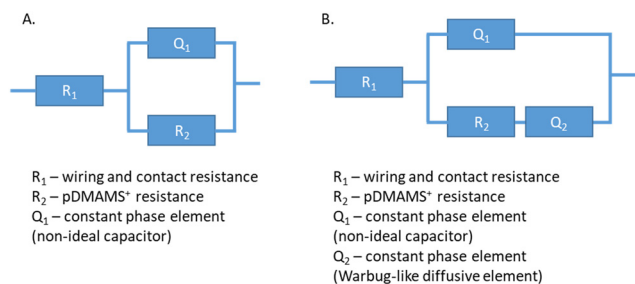 A.
Q₁
R₁
R₂
R₁ – wiring and contact resistance
R₂ – pDMAMS⁺ resistance
Q₁ – constant phase element
(non-ideal capacitor)
B.
Q₁
R₁
R₂
Q₂
R₁ – wiring and contact resistance
R₂ – pDMAMS⁺ resistance
Q₁ – constant phase element
(non-ideal capacitor)
Q₂ – constant phase element
(Warbug-like diffusive element)